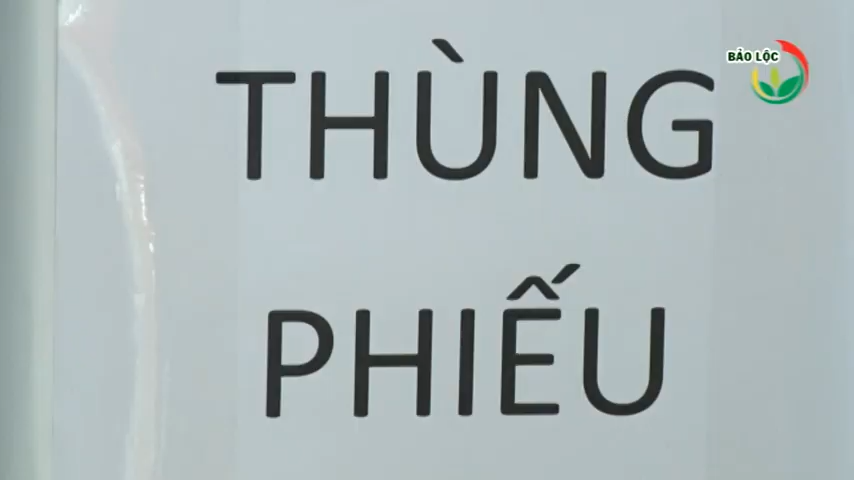 BẢO LỘC
THÙNG
PHIẾU